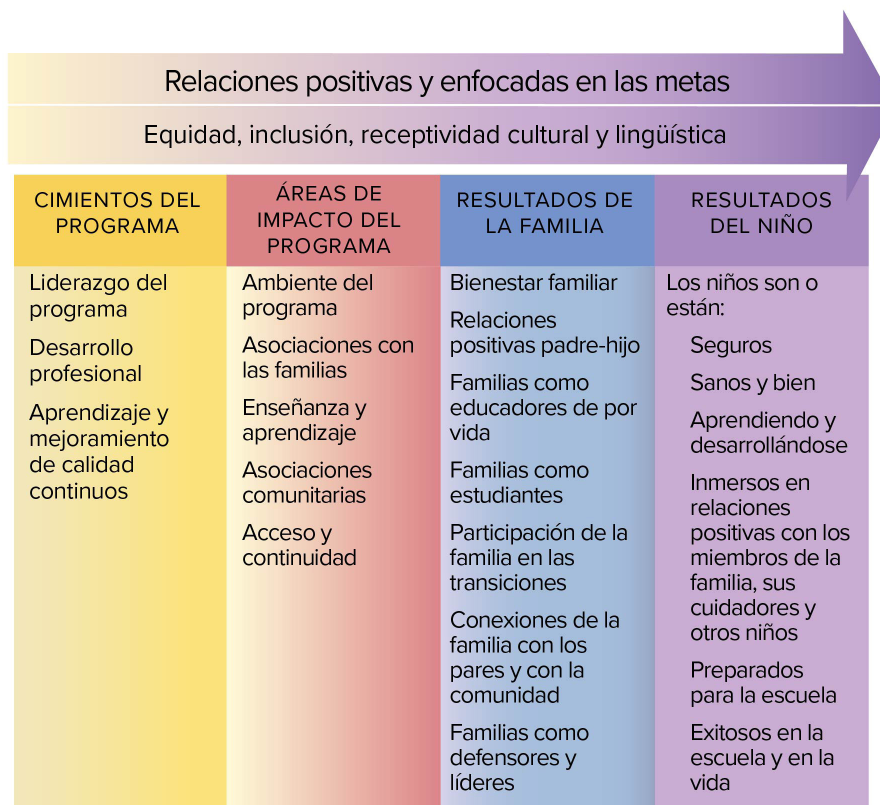 Relaciones positivas y enfocadas en las metas
Equidad, inclusión, receptividad cultural y lingüística
CIMIENTOS DEL
PROGRAMA
Liderazgo del
programa
Desarrollo
profesional
Aprendizaje y
mejoramiento
de calidad
continuos
ÁREAS DE
IMPACTO DEL
PROGRAMA
Ambiente del
programa
Asociaciones con
las familias
Enseñanza y
aprendizaje
Asociaciones
comunitarias
Acceso y
continuidad
RESULTADOS DE
LA FAMILIA
Bienestar familiar
Relaciones
positivas padre-hijo
Familias como
educadores de por
vida
Familias como
estudiantes
Participación de la
familia en las
transiciones
Conexiones de la
familia con los
pares y con la
comunidad
Familias como
defensores y
líderes
RESULTADOS
DEL NIÑO
Los niños son o
están:
Seguros
Sanos y bien
Aprendiendo y
desarrollándose
Inmersos en
relaciones
positivas con los
miembros de la
familia, sus
cuidadores y
otros niños
Preparados
para la escuela
Exitosos en la
escuela y en la
vida